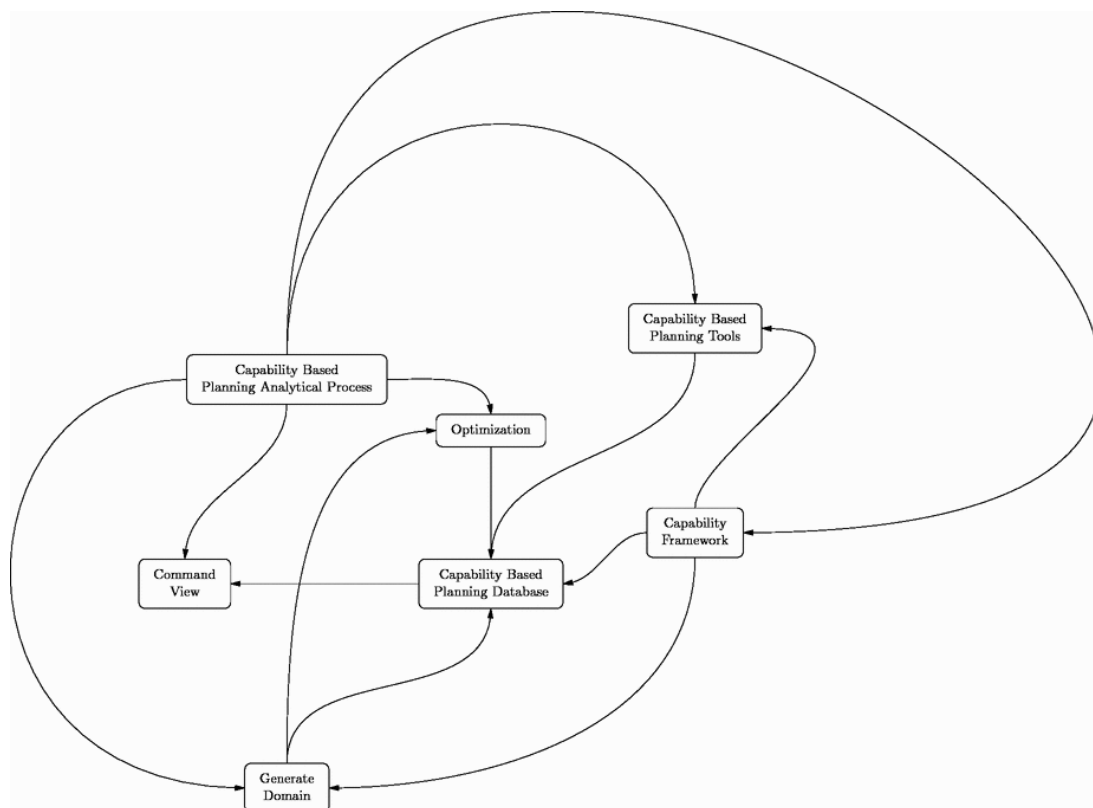 Capability Based
Planning Tools
Capability Based
Planning Analytical Process
Optimization
Capability
Framework
Command
View
Capability Based
Planning Database
Generate
Domain